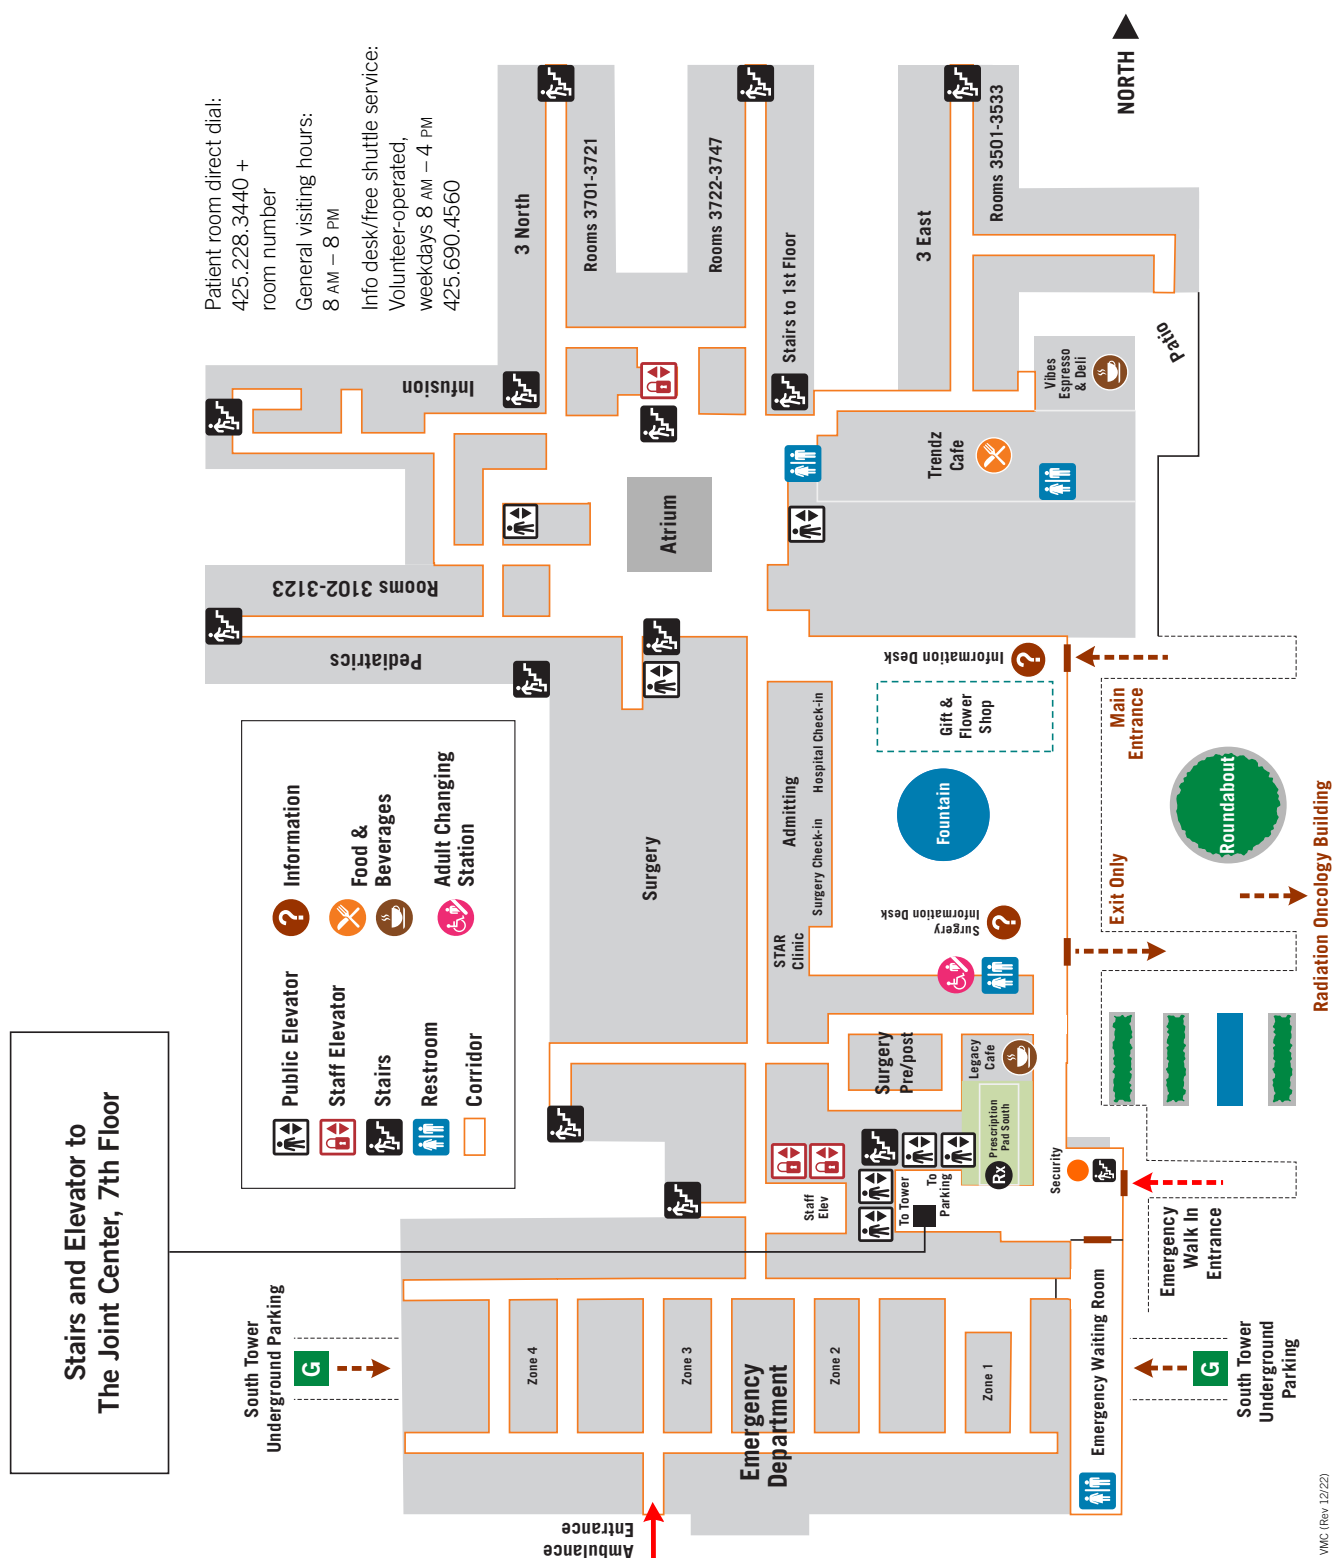 Stairs and Elevator to
The Joint Center, 7th Floor
Patient room direct dial:
425.228.3440 +
room number
General visiting hours:
8 AM – 8 PM
Info desk/free shuttle service:
Volunteer-operated,
weekdays 8 AM – 4 PM
425.690.4560
Public Elevator
Staff Elevator
Stairs
Restroom
Corridor
Information
Food &
Beverages
Adult Changing
Station
South Tower
Underground Parking
G
Ambulance
Entrance
Emergency
Department
Zone 4
Zone 3
Zone 2
Zone 1
Emergency Waiting Room
South Tower
Underground
Parking
G
Emergency
Walk In
Entrance
Security
Staff
Elev
To Tower
To
Parking
Rx
Prescription
Pad South
Legacy
Cafe
Surgery
Pre/post
Surgery
STAR
Clinic
Admitting
Surgery Check-in
Hospital Check-in
Surgery
Information Desk
?
Fountain
Gift &
Flower
Shop
Information Desk
?
Exit Only
Main
Entrance
Roundabout
Radiation Oncology Building
Pediatrics
Rooms 3102-3123
Infusion
Atrium
3 North
Rooms 3701-3721
Rooms 3722-3747
Stairs to 1st Floor
3 East
Rooms 3501-3533
Trendz
Cafe
Vibes
Espresso
& Deli
Patio
NORTH
VMC (Rev 12/22)